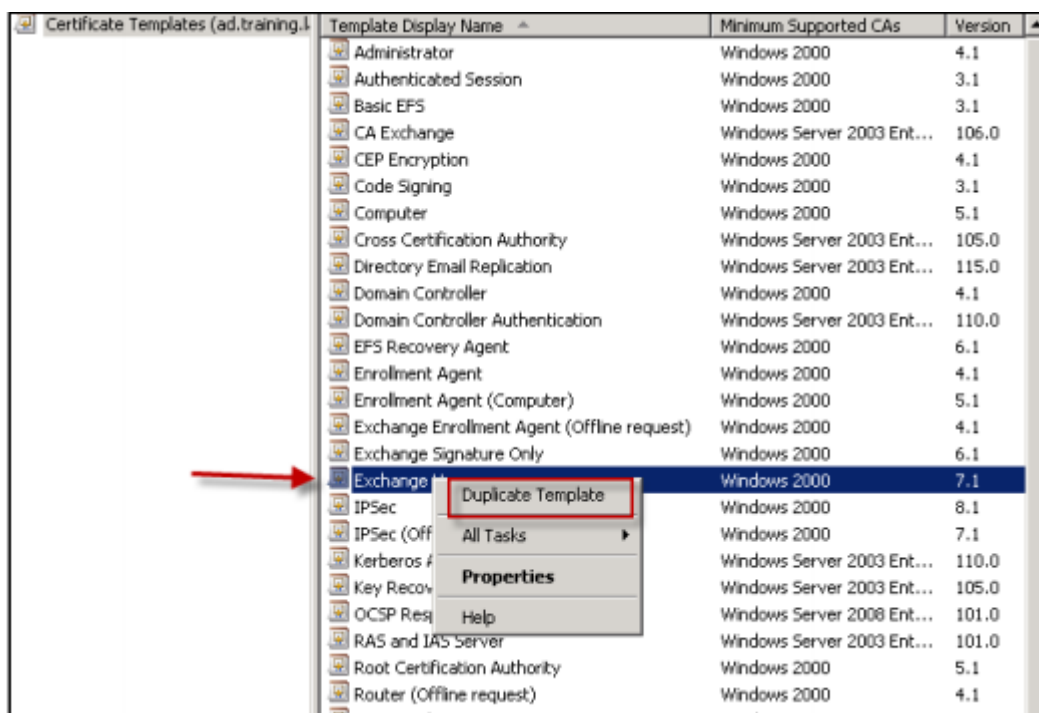 Certificate Templates (ad.training.l
Template Display Name Minimum Supported CAs Version
Administrator Windows 2000 4.1
Authenticated Session Windows 2000 3.1
Basic EFS Windows 2000 3.1
CA Exchange Windows Server 2003 Ent... 106.0
CEP Encryption Windows 2000 4.1
Code Signing Windows 2000 3.1
Computer Windows 2000 5.1
Cross Certification Authority Windows Server 2003 Ent... 105.0
Directory Email Replication Windows Server 2003 Ent... 115.0
Domain Controller Windows 2000 4.1
Domain Controller Authentication Windows Server 2003 Ent... 110.0
EFS Recovery Agent Windows 2000 6.1
Enrollment Agent Windows 2000 4.1
Enrollment Agent (Computer) Windows 2000 5.1
Exchange Enrollment Agent (Offline request) Windows 2000 4.1
Exchange Signature Only Windows 2000 6.1
Exchange Windows 2000 7.1
Duplicate Template
IPSec Windows 2000 8.1
IPSec (Off Windows 2000 7.1
All Tasks
Kerberos Windows Server 2003 Ent... 110.0
Properties
Key Recov Windows Server 2003 Ent... 105.0
OCSP Resp Windows Server 2008 Ent... 101.0
Help
RAS and IAS Server Windows Server 2003 Ent... 101.0
Root Certification Authority Windows 2000 5.1
Router (Offline request) Windows 2000 4.1